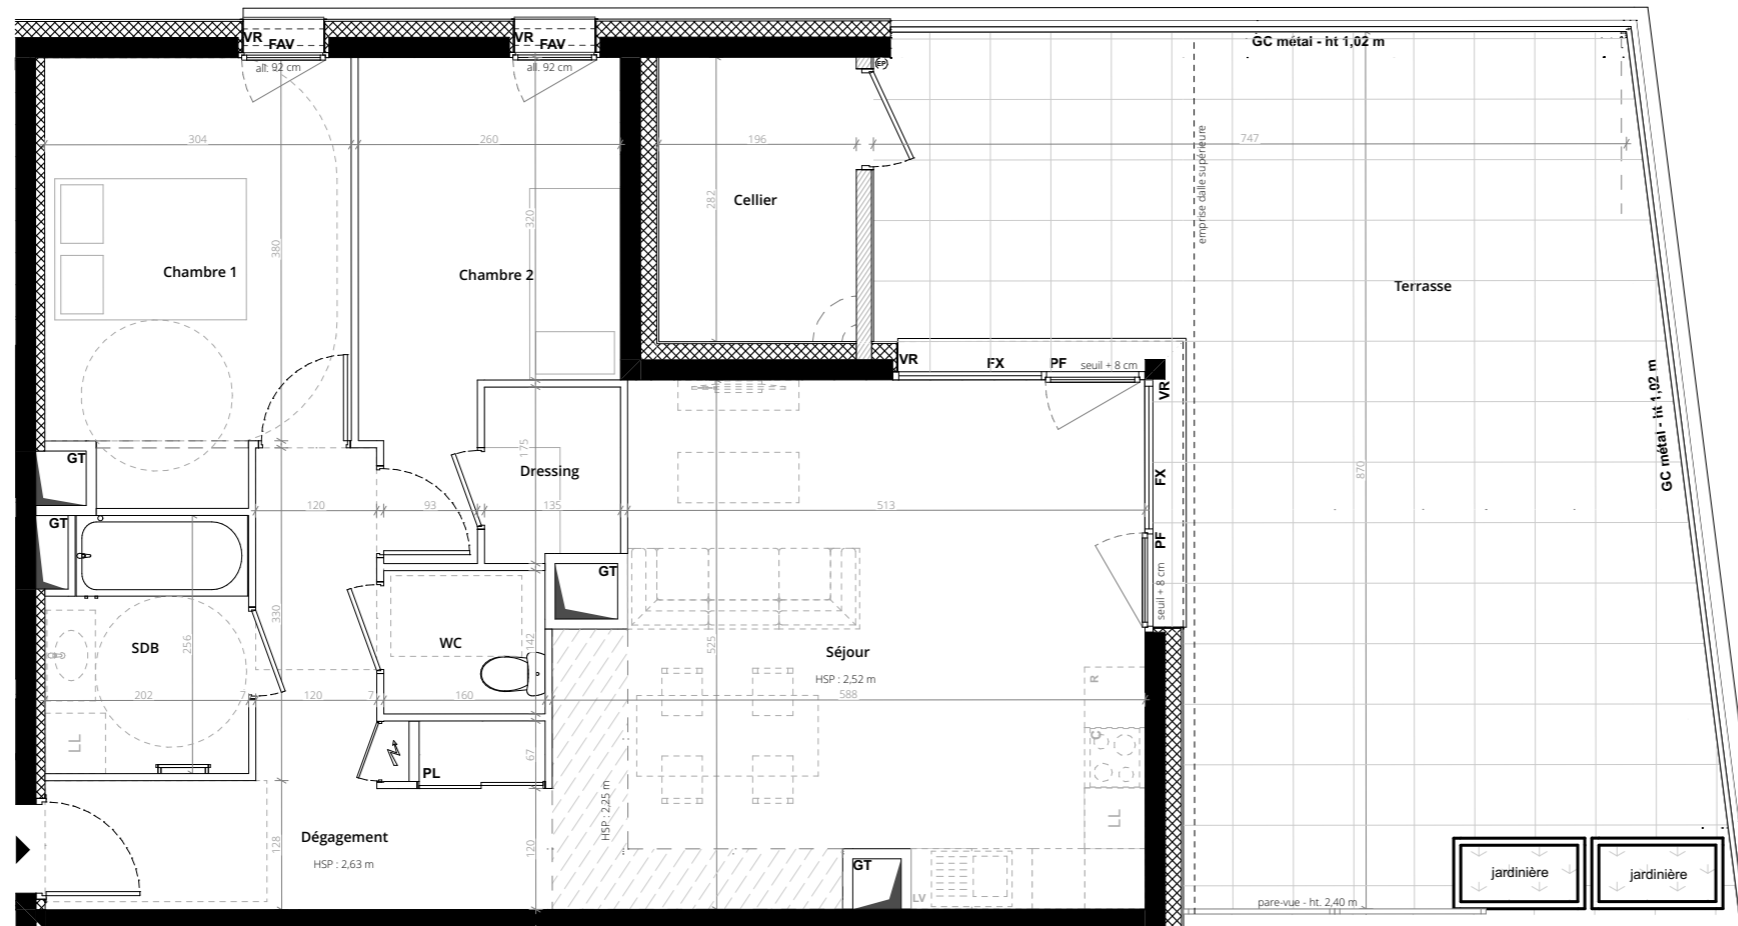 VR
FAV
all. 92 cm
VR
FAV
all. 92 cm
EP
GC métal - ht 1,02 m
304
260
196
747
emprise dalle supérieure
282
Cellier
320
380
Chambre 1
Chambre 2
Terrasse
VR
FX
PF
seuil + 8 cm
VR
GC métal - ht 1,02 m
GT
175
Dressing
870
FX
120
93
135
513
GT
PF
GT
seuil + 8 cm
330
SDB
256
WC
142
525
Séjour
HSP : 2,52 m
R
202
7
120
7
160
588
LL
67
C
PL
HSP : 2,25 m
LL
128
Dégagement
HSP : 2,63 m
120
GT
LV
jardinière
jardinière
pare-vue - ht. 2,40 m